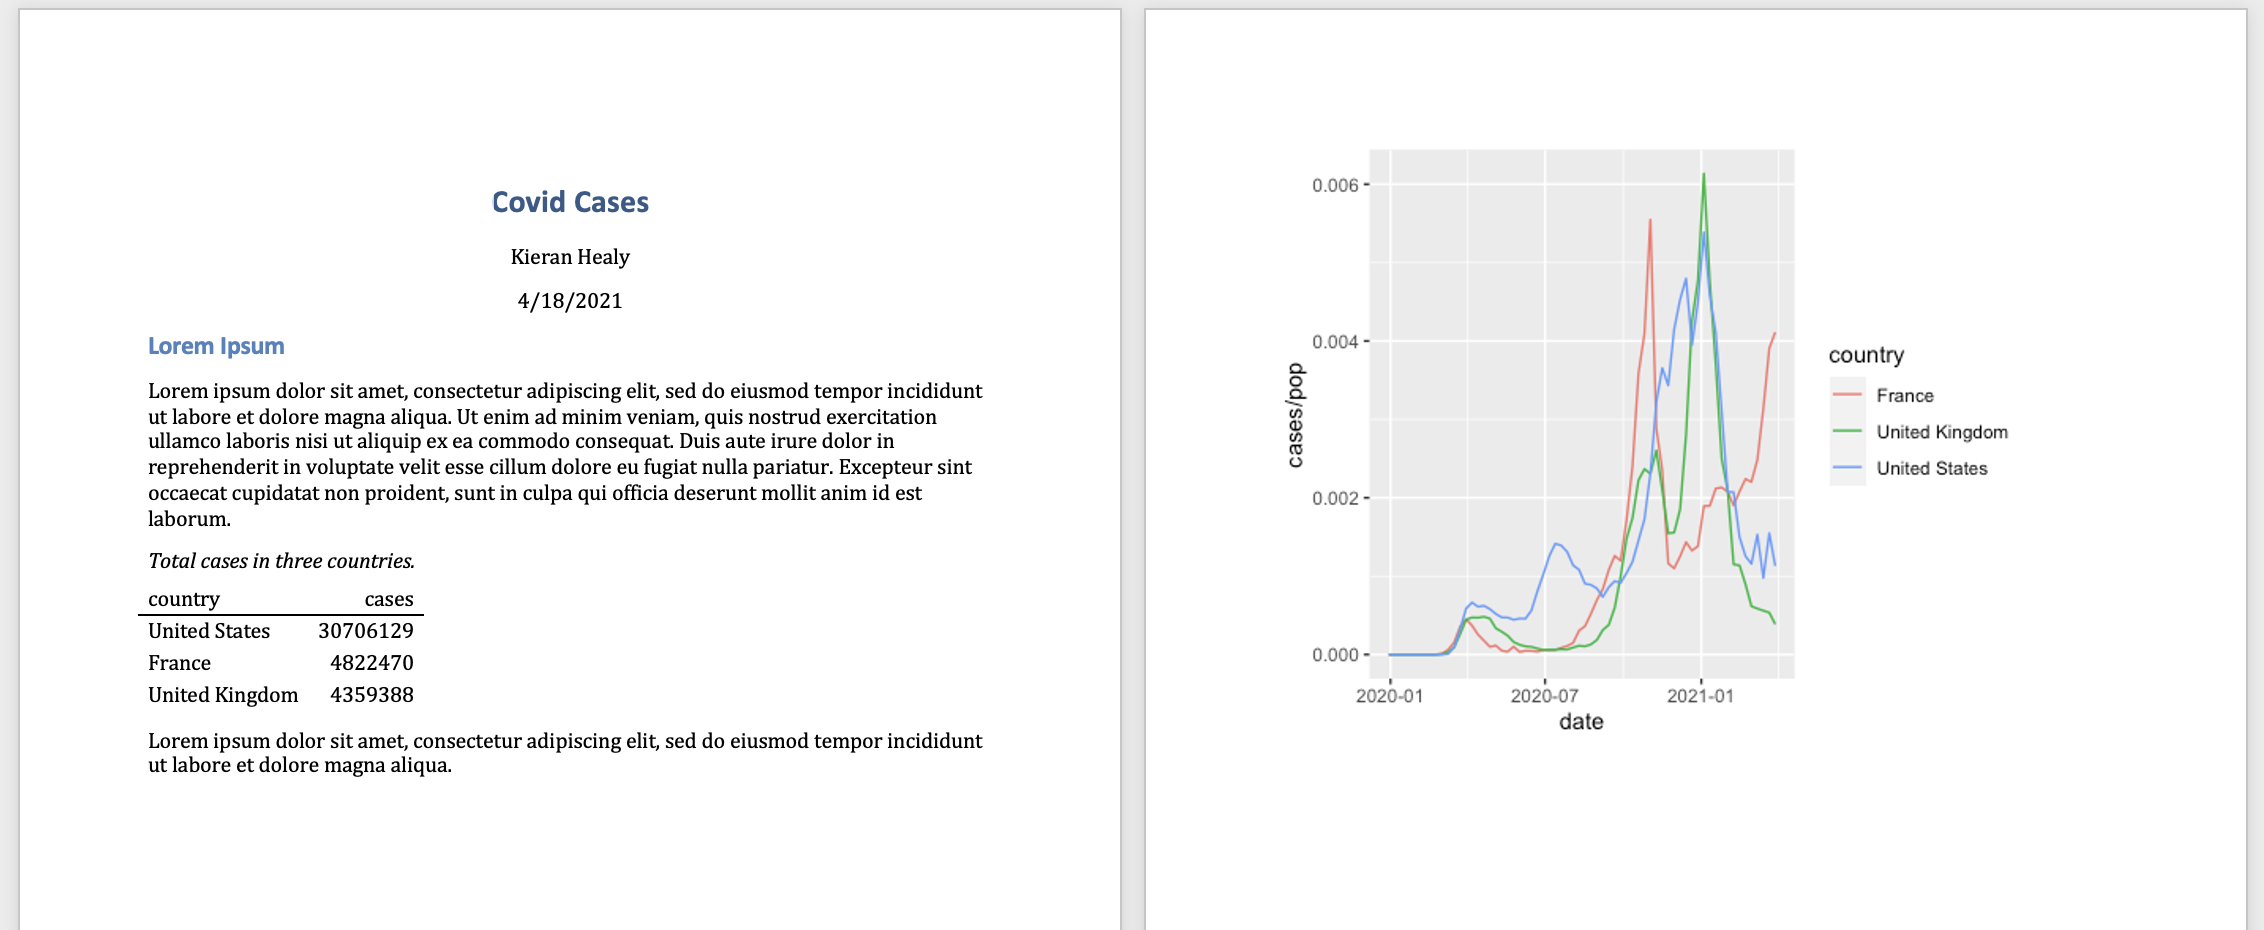 Covid Cases
Kieran Healy
4/18/2021
Lorem Ipsum
Lorem ipsum dolor sit amet, consectetur adipiscing elit, sed do eiusmod tempor incididunt
ut labore et dolore magna aliqua. Ut enim ad minim veniam, quis nostrud exercitation
ullamco laboris nisi ut aliquip ex ea commodo consequat. Duis aute irure dolor in
reprehenderit in voluptate velit esse cillum dolore eu fugiat nulla pariatur. Excepteur sint
occaecat cupidatat non proident, sunt in culpa qui officia deserunt mollit anim id est
laborum.
Total cases in three countries.
country cases
United States 30706129
France 4822470
United Kingdom 4359388
Lorem ipsum dolor sit amet, consectetur adipiscing elit, sed do eiusmod tempor incididunt
ut labore et dolore magna aliqua.
cases/pop
0.006
0.004
0.002
0.000
2020-01 2020-07 2021-01
date
country
France
United Kingdom
United States